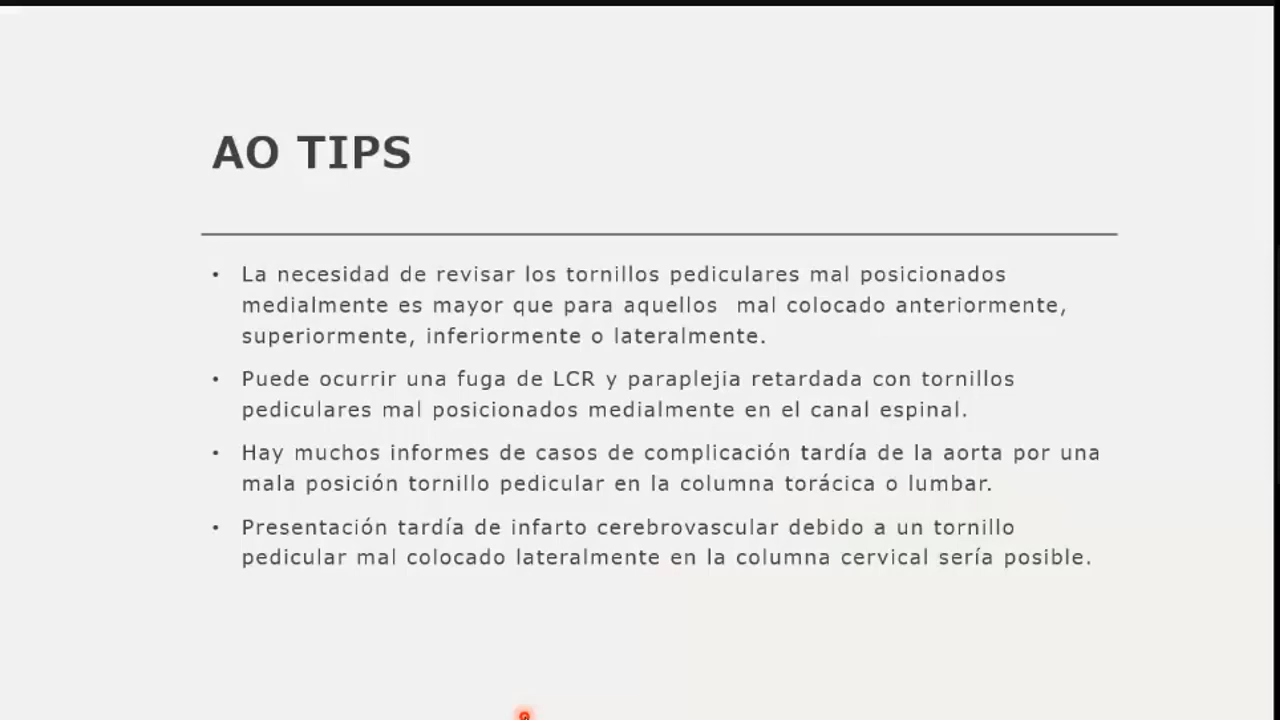 AO TIPS
• La necesidad de revisar los tornillos pediculares mal posicionados
medialmente es mayor que para aquellos mal colocado anteriormente,
superiormente, inferiormente o lateralmente.
• Puede ocurrir una fuga de LCR y paraplejia retardada con tornillos
pediculares mal posicionados medialmente en el canal espinal.
• Hay muchos informes de casos de complicación tardía de la aorta por una
mala posición tornillo pedicular en la columna torácica o lumbar.
• Presentación tardía de infarto cerebrovascular debido a un tornillo
pedicular mal colocado lateralmente en la columna cervical sería posible.